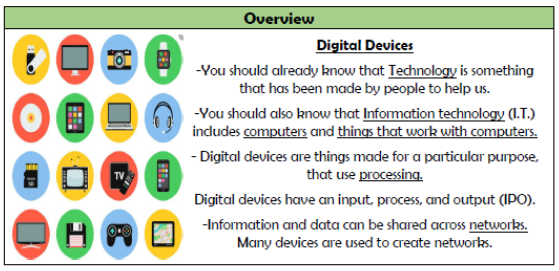 Overview
Digital Devices
-You should already know that Technology is something
that has been made by people to help us.
-You should also know that Information technology (I.T.)
includes computers and things that work with computers.
- Digital devices are things made for a particular purpose,
that use processing.
Digital devices have an input, process, and output (IPO).
-Information and data can be shared across networks.
Many devices are used to create networks.
TV